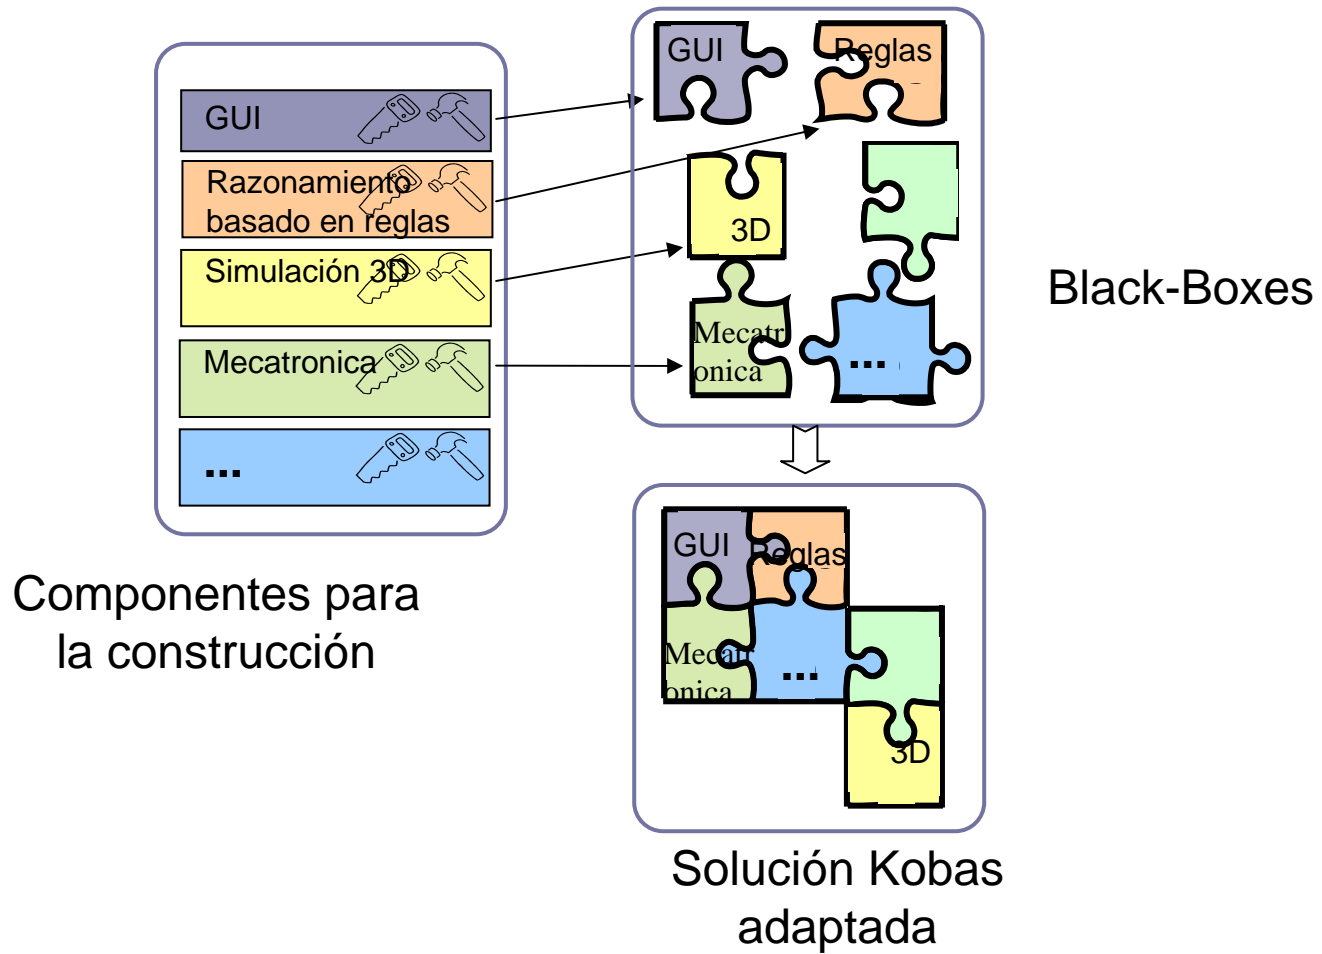 GUI
Razonamiento
basado en reglas
Simulación 3D
Mecatronica
...
Componentes para
la construcción
GUI
Reglas
3D
Mecatr
onica
...
Black-Boxes
GUI
Reglas
Mecatr
onica
...
3D
Solución Kobas
adaptada